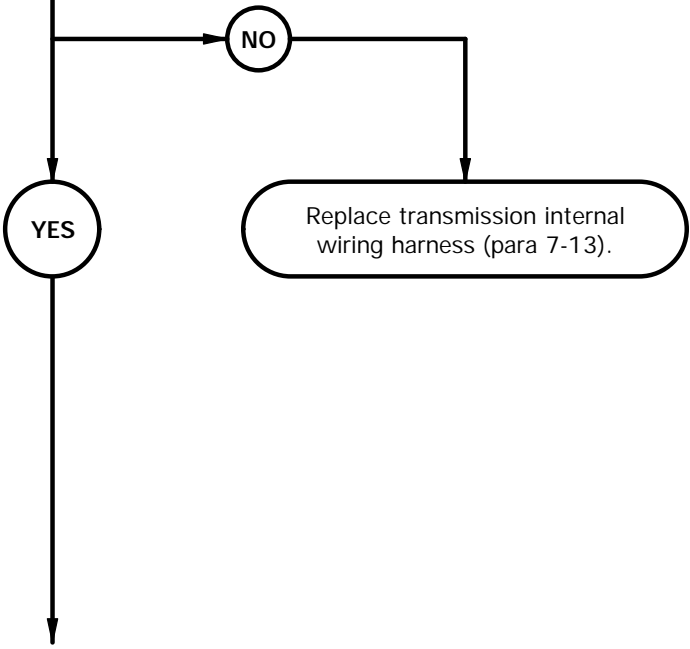 NO
YES
Replace transmission internal
wiring harness (para 7-13).